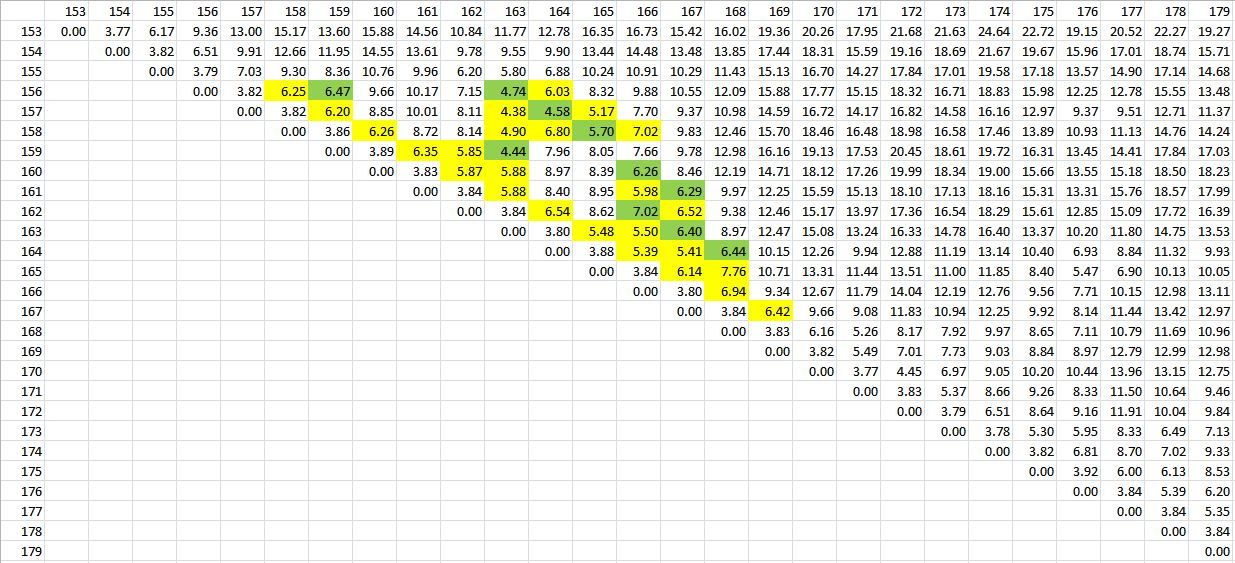 153 154 155 156 157 158 159 160 161 162 163 164 165 166 167 168 169 170 171 172 173 174 175 176 177 178 179
153 0.00 3.77 6.17 9.36 13.00 15.17 13.60 15.88 14.56 10.84 11.77 12.78 16.35 16.73 15.42 16.02 19.36 20.26 17.95 21.68 21.63 24.64 22.72 19.15 20.52 22.27 19.27
154 0.00 3.82 6.51 9.91 12.66 11.95 14.55 13.61 9.78 9.55 9.90 13.44 14.48 13.48 13.85 17.44 18.31 15.59 19.16 18.69 21.67 19.67 15.96 17.01 18.74 15.71
155 0.00 3.79 7.03 9.30 8.36 10.76 9.96 6.20 5.80 6.88 10.24 10.91 10.29 11.43 15.13 16.70 14.27 17.84 17.01 19.58 17.18 13.57 14.90 17.14 14.68
156 0.00 3.82 6.25 6.47 9.66 10.17 7.15 4.74 6.03 8.32 9.88 10.55 12.09 15.88 17.77 15.15 18.32 16.71 18.83 15.98 12.25 12.78 15.55 13.48
157 0.00 3.82 6.20 8.85 10.01 8.11 4.38 4.58 5.17 7.70 9.37 10.98 14.59 16.72 14.17 16.82 14.58 16.16 12.97 9.37 9.51 12.71 11.37
158 0.00 3.86 6.26 8.72 8.14 4.90 6.80 5.70 7.02 9.83 12.46 15.70 18.46 16.48 18.98 16.58 17.46 13.89 10.93 11.13 14.76 14.24
159 0.00 3.89 6.35 5.85 4.44 7.96 8.05 7.66 9.78 12.98 16.16 19.13 17.53 20.45 18.61 19.72 16.31 13.45 14.41 17.84 17.03
160 0.00 3.83 5.87 5.88 8.97 8.39 6.26 8.46 12.19 14.71 18.12 17.26 19.99 18.34 19.00 15.66 13.55 15.18 18.50 18.23
161 0.00 3.84 5.88 8.40 8.95 5.98 6.29 9.97 12.25 15.59 15.13 18.10 17.13 18.16 15.31 13.31 15.76 18.57 17.99
162 0.00 3.84 6.54 8.62 7.02 6.52 9.38 12.46 15.17 13.97 17.36 16.54 18.29 15.61 12.85 15.09 17.72 16.39
163 0.00 3.80 5.48 5.50 6.40 8.97 12.47 15.08 13.24 16.33 14.78 16.40 13.37 10.20 11.80 14.75 13.53
164 0.00 3.88 5.39 5.41 6.44 10.15 12.26 9.94 12.88 11.19 13.14 10.40 6.93 8.84 11.32 9.93
165 0.00 3.84 6.14 7.76 10.71 13.31 11.44 13.51 11.00 11.85 8.40 5.47 6.90 10.13 10.05
166 0.00 3.80 6.94 9.34 12.67 11.79 14.04 12.19 12.76 9.56 7.71 10.15 12.98 13.11
167 0.00 3.84 6.42 9.66 9.08 11.83 10.94 12.25 9.92 8.14 11.44 13.42 12.97
168 0.00 3.83 6.16 5.26 8.17 7.92 9.97 8.65 7.11 10.79 11.69 10.96
169 0.00 3.82 5.49 7.01 7.73 9.03 8.84 8.97 12.79 12.99 12.98
170 0.00 3.77 4.45 6.97 9.05 10.20 10.44 13.96 13.15 12.75
171 0.00 3.83 5.37 8.66 9.26 8.33 11.50 10.64 9.46
172 0.00 3.79 6.51 8.64 9.16 11.91 10.04 9.84
173 0.00 3.78 5.30 5.95 8.33 6.49 7.13
174 0.00 3.82 6.81 8.70 7.02 9.33
175 0.00 3.92 6.00 6.13 8.53
176 0.00 3.84 5.39 6.20
177 0.00 3.84 5.35
178 0.00 3.84
179 0.00